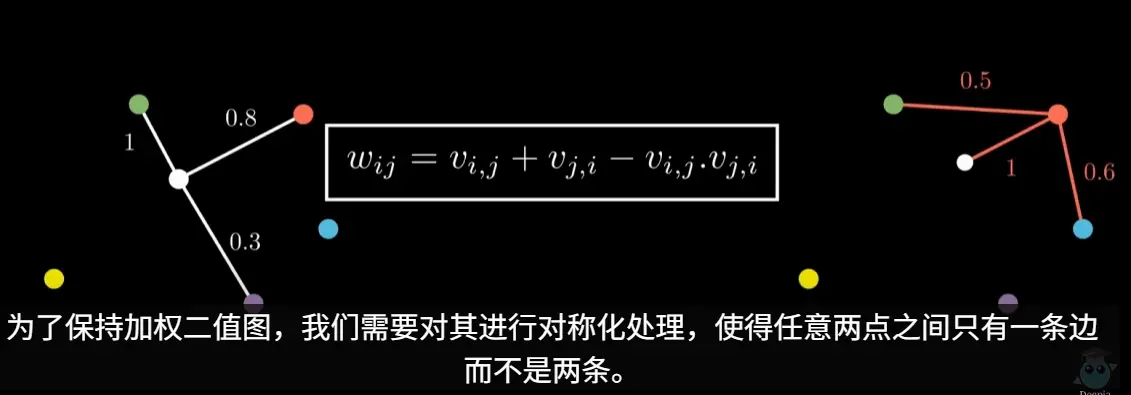 0.5
0.8
1
w_{ij} = v_{i,j} + v_{j,i} − v_{i,j}.v_{j,i}
1
0.6
0.3
为了保持加权二值图，我们需要对其进行对称化处理，使得任意两点之间只有一条边
而不是两条。